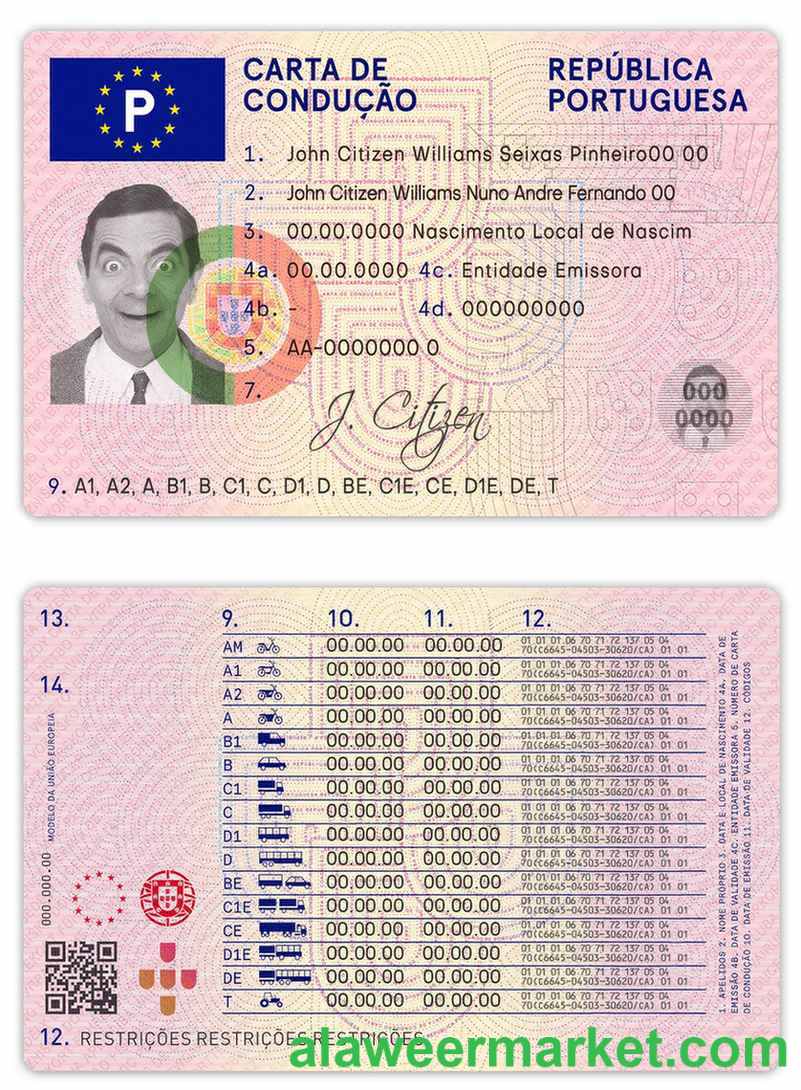 P
CARTA DE
CONDUÇÃO
REPÚBLICA
PORTUGUESA
1. John Citizen Williams Seixas Pinheiro00 00
2. John Citizen Williams Nuno Andre Fernando 00
3. 00.00.0000 Nascimento Local de Nascim
4a. 00.00.0000 4c. Entidade Emissora
4b. - 4d. 000000000
5. AA-0000000 0
7.
J. Citizen
000
0000
9. A1, A2, A, B1, B, C1, C, D1, D, BE, C1E, CE, D1E, DE, T
13. 9. 10. 11. 12.
14.
AM 00.00.00 00.00.00 01 01 01.06 70 71 72 137 05 04
70(C6645-04503-30620/CA) 01 01
A1 00.00.00 00.00.00 01 01 01.06 70 71 72 137 05 04
70(C6645-04503-30620/CA) 01 01
A2 00.00.00 00.00.00 01 01 01.06 70 71 72 137 05 04
70(C6645-04503-30620/CA) 01 01
A 00.00.00 00.00.00 01 01 01.06 70 71 72 137 05 04
70(C6645-04503-30620/CA) 01 01
B1 00.00.00 00.00.00 01 01 01.06 70 71 72 137 05 04
70(C6645-04503-30620/CA) 01 01
B 00.00.00 00.00.00 01 01 01.06 70 71 72 137 05 04
70(C6645-04503-30620/CA) 01 01
C1 00.00.00 00.00.00 01 01 01.06 70 71 72 137 05 04
70(C6645-04503-30620/CA) 01 01
C 00.00.00 00.00.00 01 01 01.06 70 71 72 137 05 04
70(C6645-04503-30620/CA) 01 01
D1 00.00.00 00.00.00 01 01 01.06 70 71 72 137 05 04
70(C6645-04503-30620/CA) 01 01
D 00.00.00 00.00.00 01 01 01.06 70 71 72 137 05 04
70(C6645-04503-30620/CA) 01 01
BE 00.00.00 00.00.00 01 01 01.06 70 71 72 137 05 04
70(C6645-04503-30620/CA) 01 01
C1E 00.00.00 00.00.00 01 01 01.06 70 71 72 137 05 04
70(C6645-04503-30620/CA) 01 01
CE 00.00.00 00.00.00 01 01 01.06 70 71 72 137 05 04
70(C6645-04503-30620/CA) 01 01
D1E 00.00.00 00.00.00 01 01 01.06 70 71 72 137 05 04
70(C6645-04503-30620/CA) 01 01
DE 00.00.00 00.00.00 01 01 01.06 70 71 72 137 05 04
70(C6645-04503-30620/CA) 01 01
T 00.00.00 00.00.00 01 01 01.06 70 71 72 137 05 04
70(C6645-04503-30620/CA) 01 01
000.000.00 MODELO DA UNIÃO EUROPEIA
1. APELIDOS 2. NOME PRÓPRIO 3. DATA E LOCAL DE NASCIMENTO 4A. DATA DE
EMISSÃO 4B. DATA DE VALIDADE 4C. ENTIDADE EMISSORA 5. NÚMERO DE CARTA
DE CONDUÇÃO 10. DATA DE EMISSÃO 11. DATA DE VALIDADE 12. CÓDIGOS
12. RESTRIÇÕES RESTRIÇÕES RESTRIÇÕES
alaweermarket.com